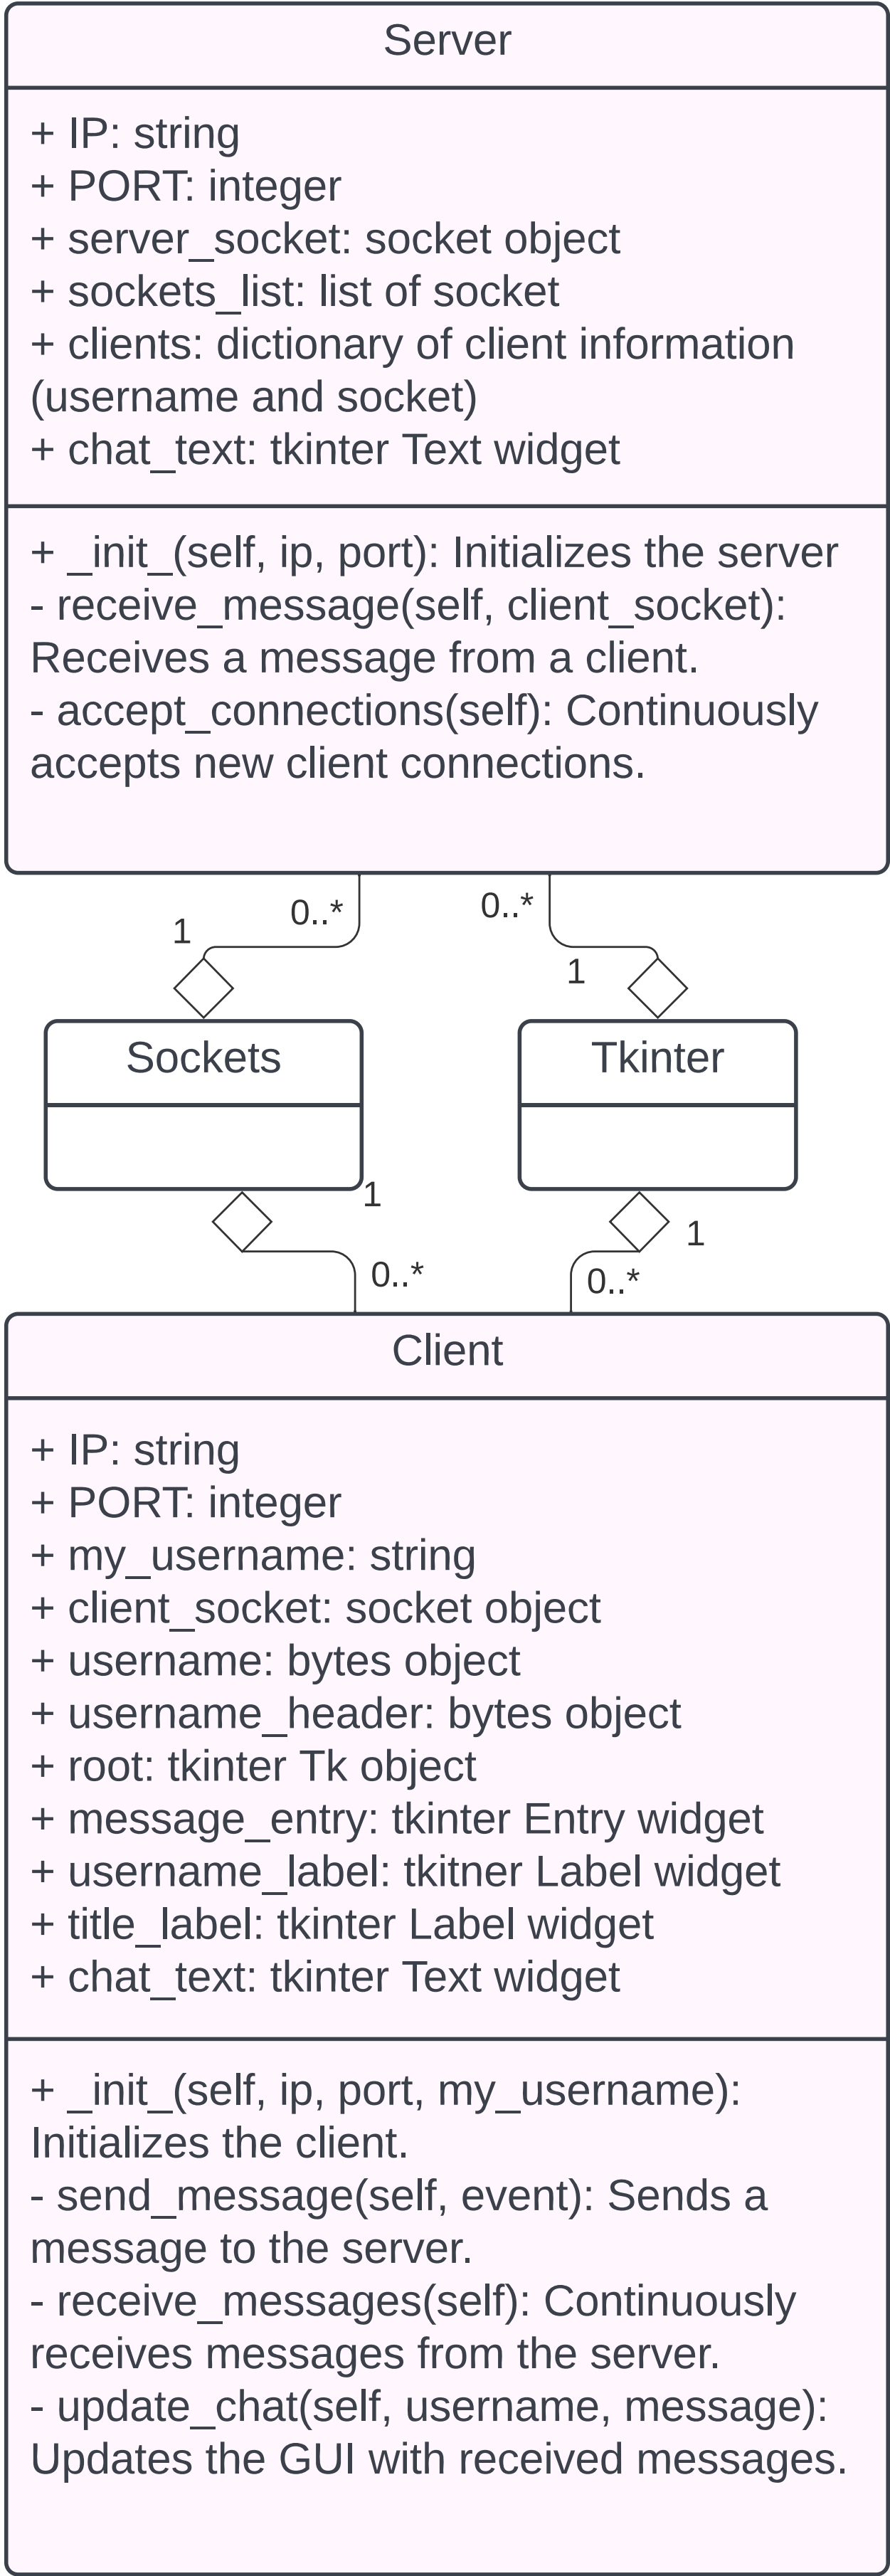 Server
+ IP: string
+ PORT: integer
+ server_socket: socket object
+ sockets_list: list of socket
+ clients: dictionary of client information
(username and socket)
+ chat_text: tkinter Text widget
+ _init_(self, ip, port): Initializes the server
- receive_message(self, client_socket):
Receives a message from a client.
- accept_connections(self): Continuously
accepts new client connections.
0..*
0..*
1
1
Sockets
Tkinter
1
1
0..*
0..*
Client
+ IP: string
+ PORT: integer
+ my_username: string
+ client_socket: socket object
+ username: bytes object
+ username_header: bytes object
+ root: tkinter Tk object
+ message_entry: tkinter Entry widget
+ username_label: tkitner Label widget
+ title_label: tkinter Label widget
+ chat_text: tkinter Text widget
+ _init_(self, ip, port, my_username):
Initializes the client.
- send_message(self, event): Sends a
message to the server.
- receive_messages(self): Continuously
receives messages from the server.
- update_chat(self, username, message):
Updates the GUI with received messages.